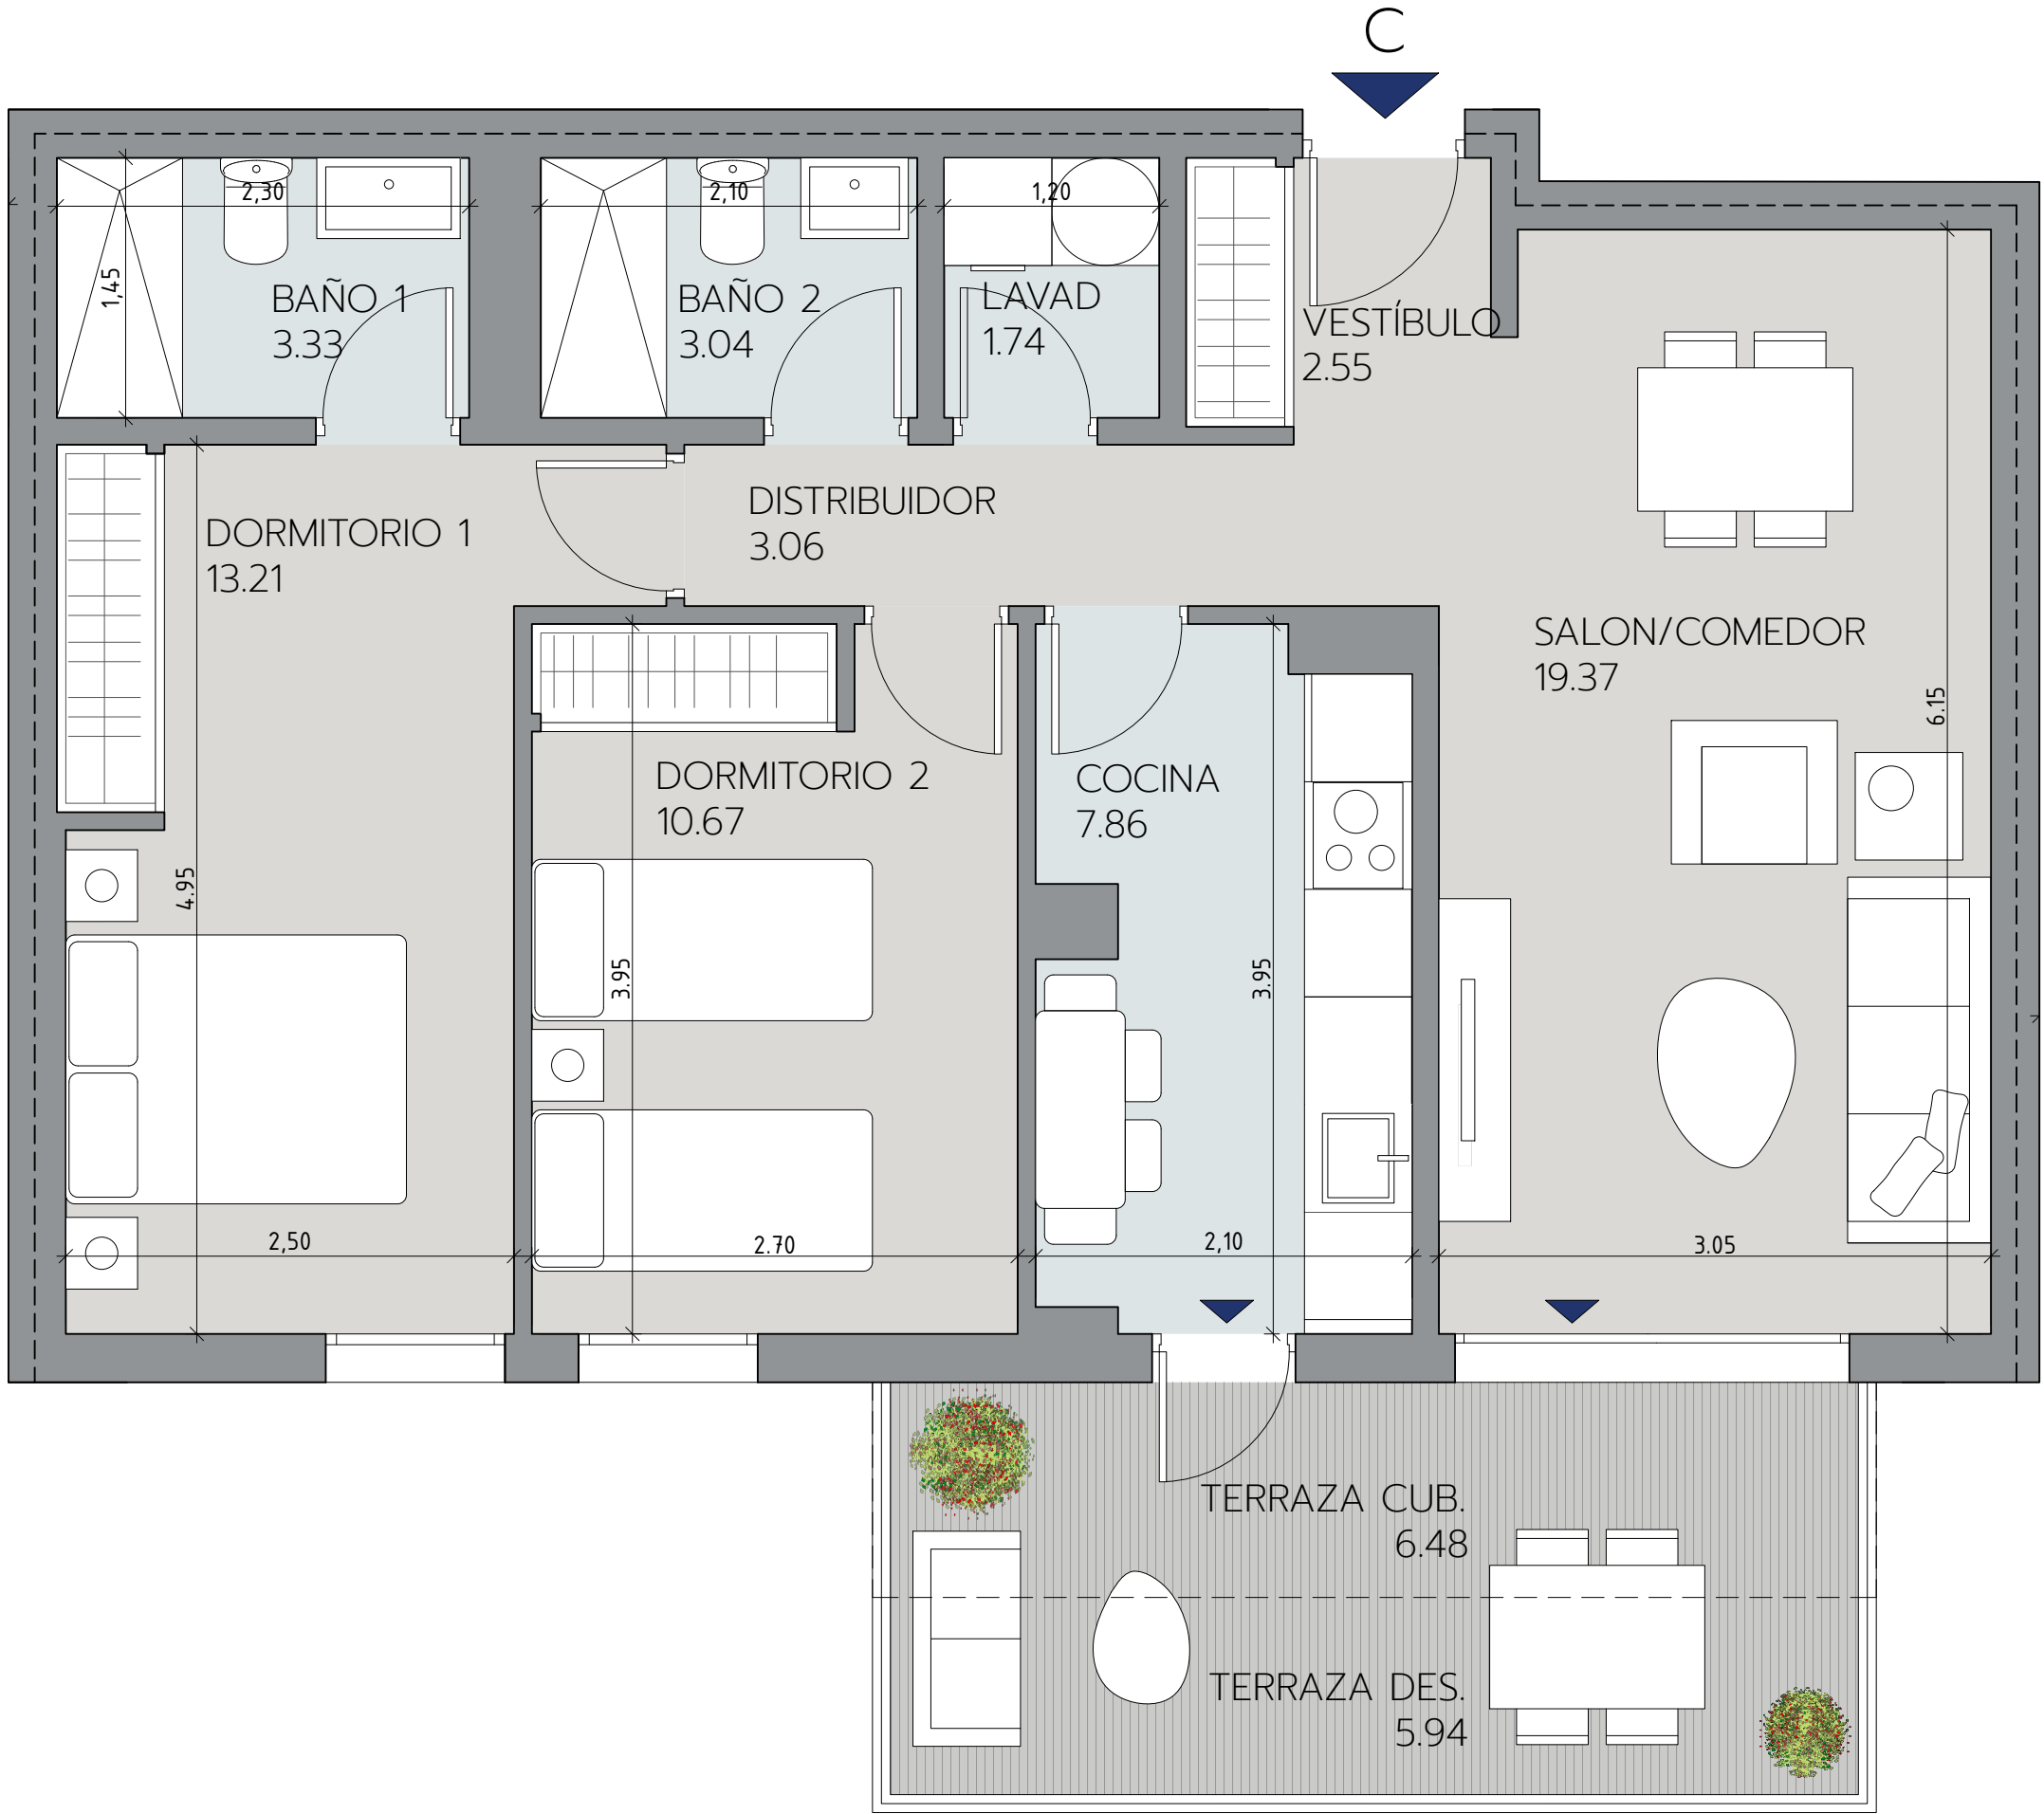 C
2,30
2,10
1,20
1,45
BAÑO 1
3.33
BAÑO 2
3.04
LAVAD
1.74
VESTÍBULO
2.55
DORMITORIO 1
13.21
DISTRIBUIDOR
3.06
SALON/COMEDOR
19.37
6.15
DORMITORIO 2
10.67
COCINA
7.86
4.95
3.95
3.95
2,50
2.70
2,10
3.05
TERRAZA CUB.
6.48
TERRAZA DES.
5.94